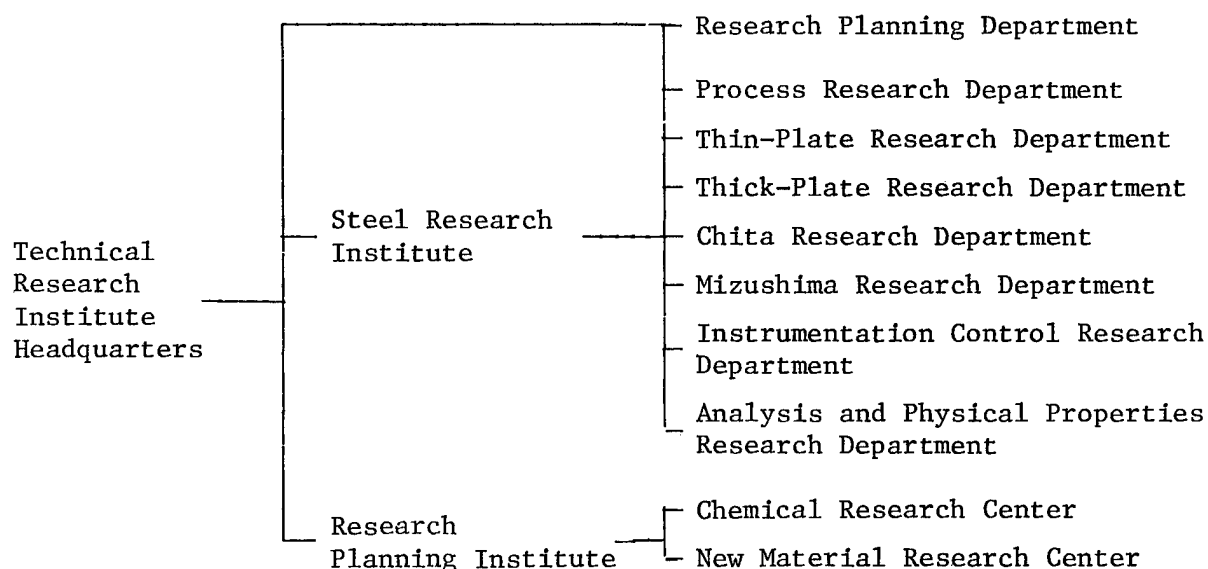 Technical
Research
Institute
Headquarters
Steel Research
Institute
Research
Planning Institute
Research Planning Department
Process Research Department
Thin-Plate Research Department
Thick-Plate Research Department
Chita Research Department
Mizushima Research Department
Instrumentation Control Research
Department
Analysis and Physical Properties
Research Department
Chemical Research Center
New Material Research Center